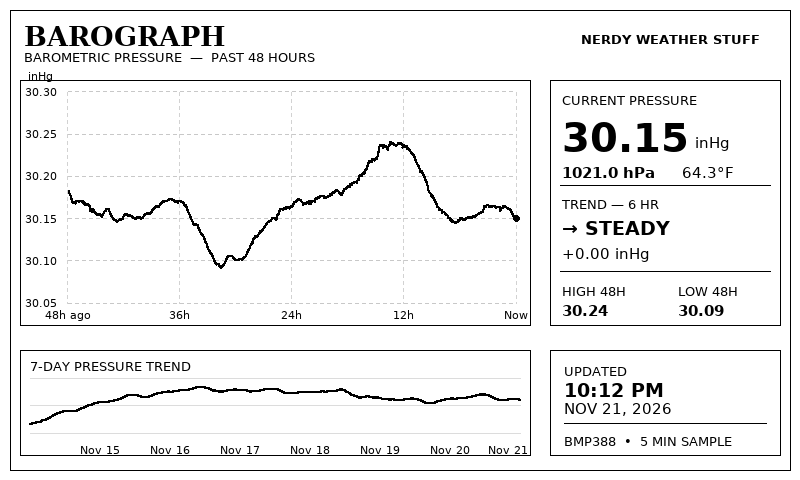 BAROGRAPH
BAROMETRIC PRESSURE — PAST 48 HOURS
NERDY WEATHER STUFF
inHg
30.30
30.25
30.20
30.15
30.10
30.05
48h ago 36h 24h 12h Now
CURRENT PRESSURE
30.15 inHg
1021.0 hPa 64.3°F
TREND — 6 HR
→ STEADY
+0.00 inHg
HIGH 48H LOW 48H
30.24 30.09
7-DAY PRESSURE TREND
Nov 15 Nov 16 Nov 17 Nov 18 Nov 19 Nov 20 Nov 21
UPDATED
10:12 PM
NOV 21, 2026
BMP388 • 5 MIN SAMPLE